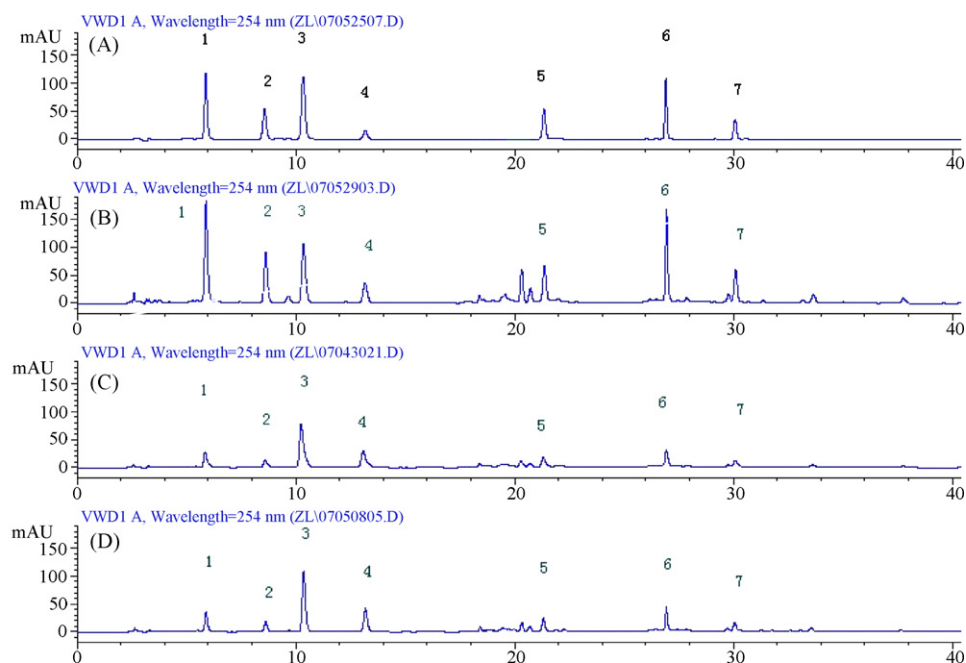 VWD1 A, Wavelength=254 nm (ZL\07052507.D)
mAU
(A)
1 2 3 4 5 6 7
150
100
50
0
0 10 20 30 40
VWD1 A, Wavelength=254 nm (ZL\07052903.D)
mAU
(B)
1 2 3 4 5 6 7
150
100
50
0
0 10 20 30 40
VWD1 A, Wavelength=254 nm (ZL\07043021.D)
mAU
(C)
1 2 3 4 5 6 7
150
100
50
0
0 10 20 30 40
VWD1 A, Wavelength=254 nm (ZL\07050805.D)
mAU
(D)
1 2 3 4 5 6 7
150
100
50
0
0 10 20 30 40